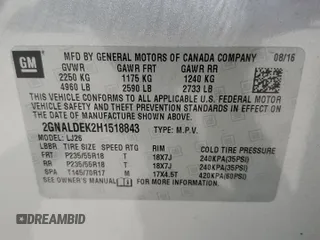 GM
MFD BY GENERAL MOTORS OF CANADA COMPANY 08/16
GVWR GAWR FRT GAWR RR
2250 KG 1175 KG 1240 KG
4960 LB 2590 LB 2733 LB
THIS VEHICLE CONFORMS TO ALL APPLICABLE U.S. FEDERAL
MOTOR VEHICLE SAFETY, BUMPER, AND
THEFT PREVENTION STANDARDS IN EFFECT ON THE DATE
OF MANUFACTURE SHOWN ABOVE.
2GNALDEK2H1518843 TYPE: M.P.V.
MODEL: LJ26
TIRE SIZE SPEED RTG RIM COLD TIRE PRESSURE
FRT P235/55R18 T 18X7J 240KPA(35PSI)
RR P235/55R18 T 18X7J 240KPA(35PSI)
SPA T145/70R17 M 17X4.5T 420KPA(60PSI)
SEE OWNER'S MANUAL FOR ADDITIONAL INFORMATION.
DREAMBID